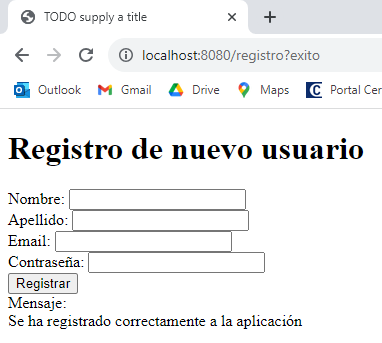 TODO supply a title
localhost:8080/registro?exito
Outlook Gmail Drive Maps Portal Cer
Registro de nuevo usuario
Nombre:
Apellido:
Email:
Contraseña:
Registrar
Mensaje:
Se ha registrado correctamente a la aplicación